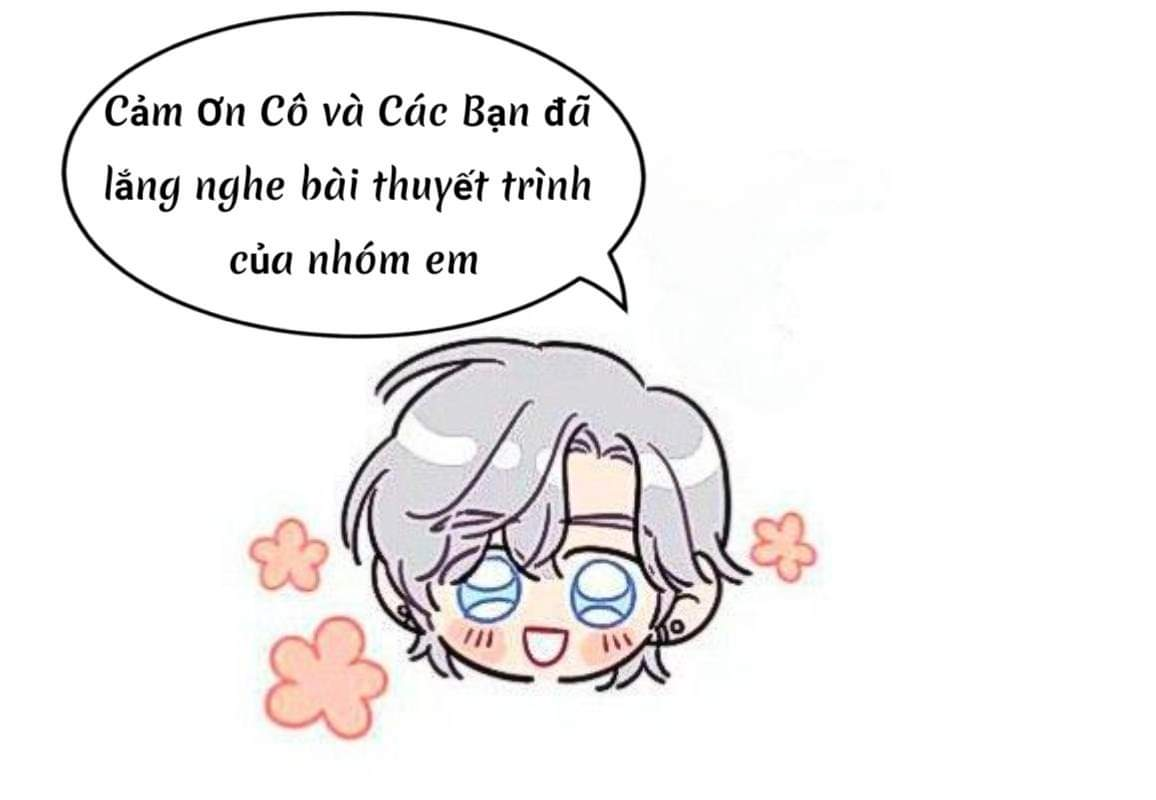 Cảm Ơn Cô và Các Bạn đã
lắng nghe bài thuyết trình
của nhóm em